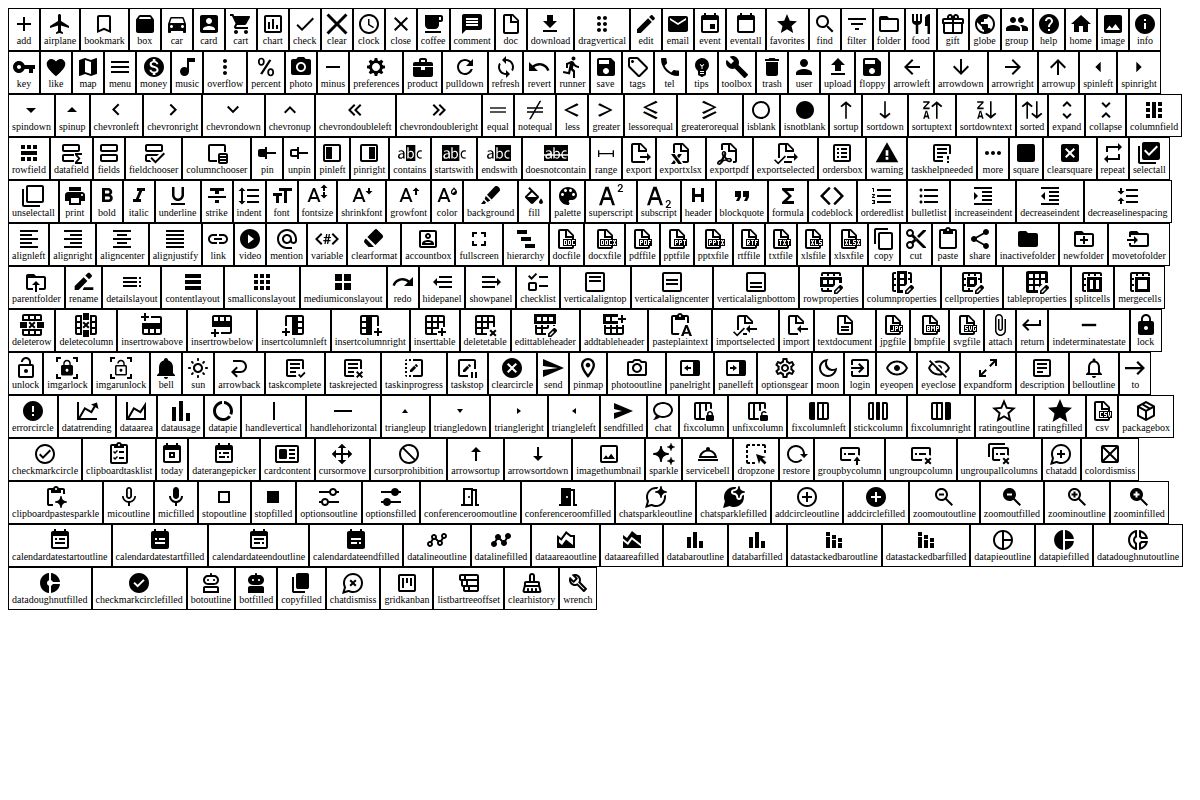 add airplane bookmark box car card cart chart check clear clock close coffee comment doc download dragvertical edit email event eventall favorites find filter folder food gift globe group help home image info
key like map menu money music overflow percent photo minus preferences product pulldown refresh revert runner save tags tel tips toolbox trash user upload floppy arrowleft arrowdown arrowright arrowup spinleft spinright
spindown spinup chevronleft chevronright chevrondown chevronup chevrondoubleleft chevrondoubleright equal notequal less greater lessorequal greaterorequal isblank isnotblank sortup sortdown sortuptext sortdowntext sorted expand collapse columnfield
rowfield datafield fields fieldchooser columnchooser pin unpin pinleft pinright contains startswith endswith doesnotcontain range export exportxlsx exportpdf exportselected ordersbox warning taskhelpneeded more square clearsquare repeat selectall
unselectall print bold italic underline strike indent font fontsize shrinkfont growfont color background fill palette superscript subscript header blockquote formula codeblock orderedlist bulletlist increaseindent decreaseindent decreaselinespacing
alignleft alignright aligncenter alignjustify link video mention variable clearformat accountbox fullscreen hierarchy docfile docxfile pdffile pptfile pptxfile rtffile txtfile xlsfile xlsxfile copy cut paste share inactivefolder newfolder movetofolder
parentfolder rename detailslayout contentlayout smalliconslayout mediumiconslayout redo hidepanel showpanel checklist verticalaligntop verticalaligncenter verticalalignbottom rowproperties columnproperties cellproperties tableproperties splitcells mergecells
deleterow deletecolumn insertrowabove insertrowbelow insertcolumnleft insertcolumnright inserttable deletetable edittableheader addtableheader pasteplaintext importselected import textdocument jpgfile bmpfile svgfile attach return indeterminatestate lock
unlock imgarlock imgarunlock bell sun arrowback taskcomplete taskrejected taskinprogress taskstop clearcircle send pinmap photooutline panelright panelleft optionsgear moon login eyeopen eyeclose expandform description belloutline to
errorcircle datatrending dataarea datausage datapie handlevertical handlehorizontal triangleup triangledown triangleright triangleleft sendfilled chat fixcolumn unfixcolumn fixcolumnleft stickcolumn fixcolumnright ratingoutline ratingfilled csv packagebox
checkmarkcircle clipboardtasklist today daterangepicker cardcontent cursormove cursorprohibition arrowsortup arrowsortdown imagethumbnail sparkle servicebell dropzone restore groupbycolumn ungroupcolumn ungroupallcolumns chatadd colordismiss
clipboardpastesparkle micoutline micfilled stopoutline stopfilled optionsoutline optionsfilled conferenceroomoutline conferenceroomfilled chatsparkleoutline chatsparklefilled addcircleoutline addcirclefilled zoomoutoutline zoomoutfilled zoominoutline zoominfilled
calendardatestartoutline calendardatestartfilled calendardateendoutline calendardateendfilled datalineoutline datalinefilled dataareaoutline dataareafilled databaroutline databarfilled datastackedbaroutline datastackedbarfilled datapieoutline datapiefilled datadoughnutoutline
datadoughnutfilled checkmarkcirclefilled botoutline botfilled copyfilled chatdismiss gridkanban listbartreeoffset clearhistory wrench